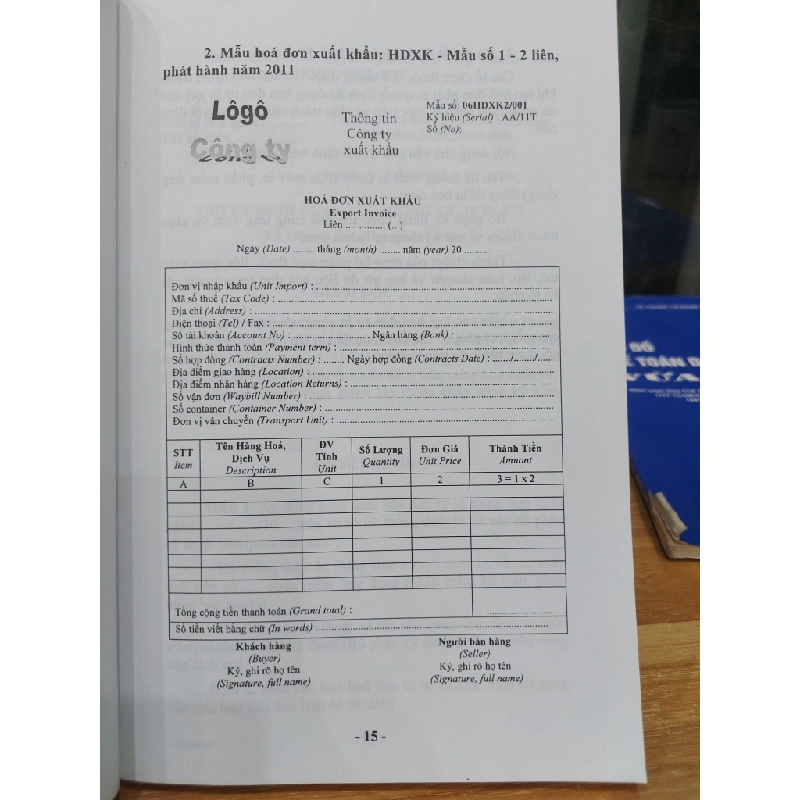 2. Mẫu hoá đơn xuất khẩu: HDXK - Mẫu số 1 - 2 liên,
phát hành năm 2011
Lôgô
Công ty
Thông tin
Công ty
xuất khẩu
Mẫu số: 06HDXK2/001
Ký hiệu (Serial) : AA/11T
Số (No):
HOÁ ĐƠN XUẤT KHẨU
Export Invoice
Liên .... ............ (.. )
Ngày (Date) ........ tháng (month) ....... năm (year) 20 ........
Đơn vị nhập khẩu (Unit Import) : ........
Mã số thuế (Tax Code) : ........
Địa chỉ (Address) : ........
Điện thoại (Tel) / Fax : ........
Số tài khoản (Account No) : ........ Ngân hàng (Bank) : ........
Hình thức thanh toán (Payment term) : ........
Số hợp đồng (Contracts Number) : ....... Ngày hợp đồng (Contracts Date) : ....../......./.....
Địa điểm giao hàng (Location) : ........
Địa điểm nhận hàng (Location Returns) : ........
Số vận đơn (Waybill Number) : ........
Số container (Container Number) : ........
Đơn vị vận chuyển (Transport Unit) : ........
STT Item | Tên Hàng Hoá, Dịch Vụ Description | ĐV Tính Unit | Số Lượng Quantity | Đơn Giá Unit Price | Thành Tiền Amount
A | B | C | 1 | 2 | 3 = 1 x 2
Tổng cộng tiền thanh toán (Grand total) : ........
Số tiền viết bằng chữ (In words) ........
Khách hàng
(Buyer)
Ký, ghi rõ họ tên
(Signature, full name)
Người bán hàng
(Seller)
Ký, ghi rõ họ tên
(Signature, full name)
- 15 -